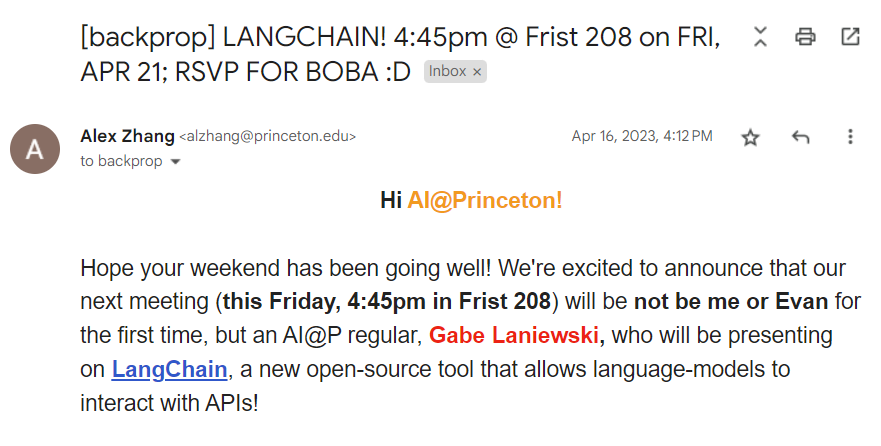 [backprop] LANGCHAIN! 4:45pm @ Frist 208 on FRI,
APR 21; RSVP FOR BOBA :D Inbox ×
A
Alex Zhang <alzhang@princeton.edu> Apr 16, 2023, 4:12 PM
to backprop
Hi AI@Princeton!
Hope your weekend has been going well! We're excited to announce that our
next meeting (this Friday, 4:45pm in Frist 208) will be not be me or Evan for
the first time, but an AI@P regular, Gabe Laniewski, who will be presenting
on LangChain, a new open-source tool that allows language-models to
interact with APIs!